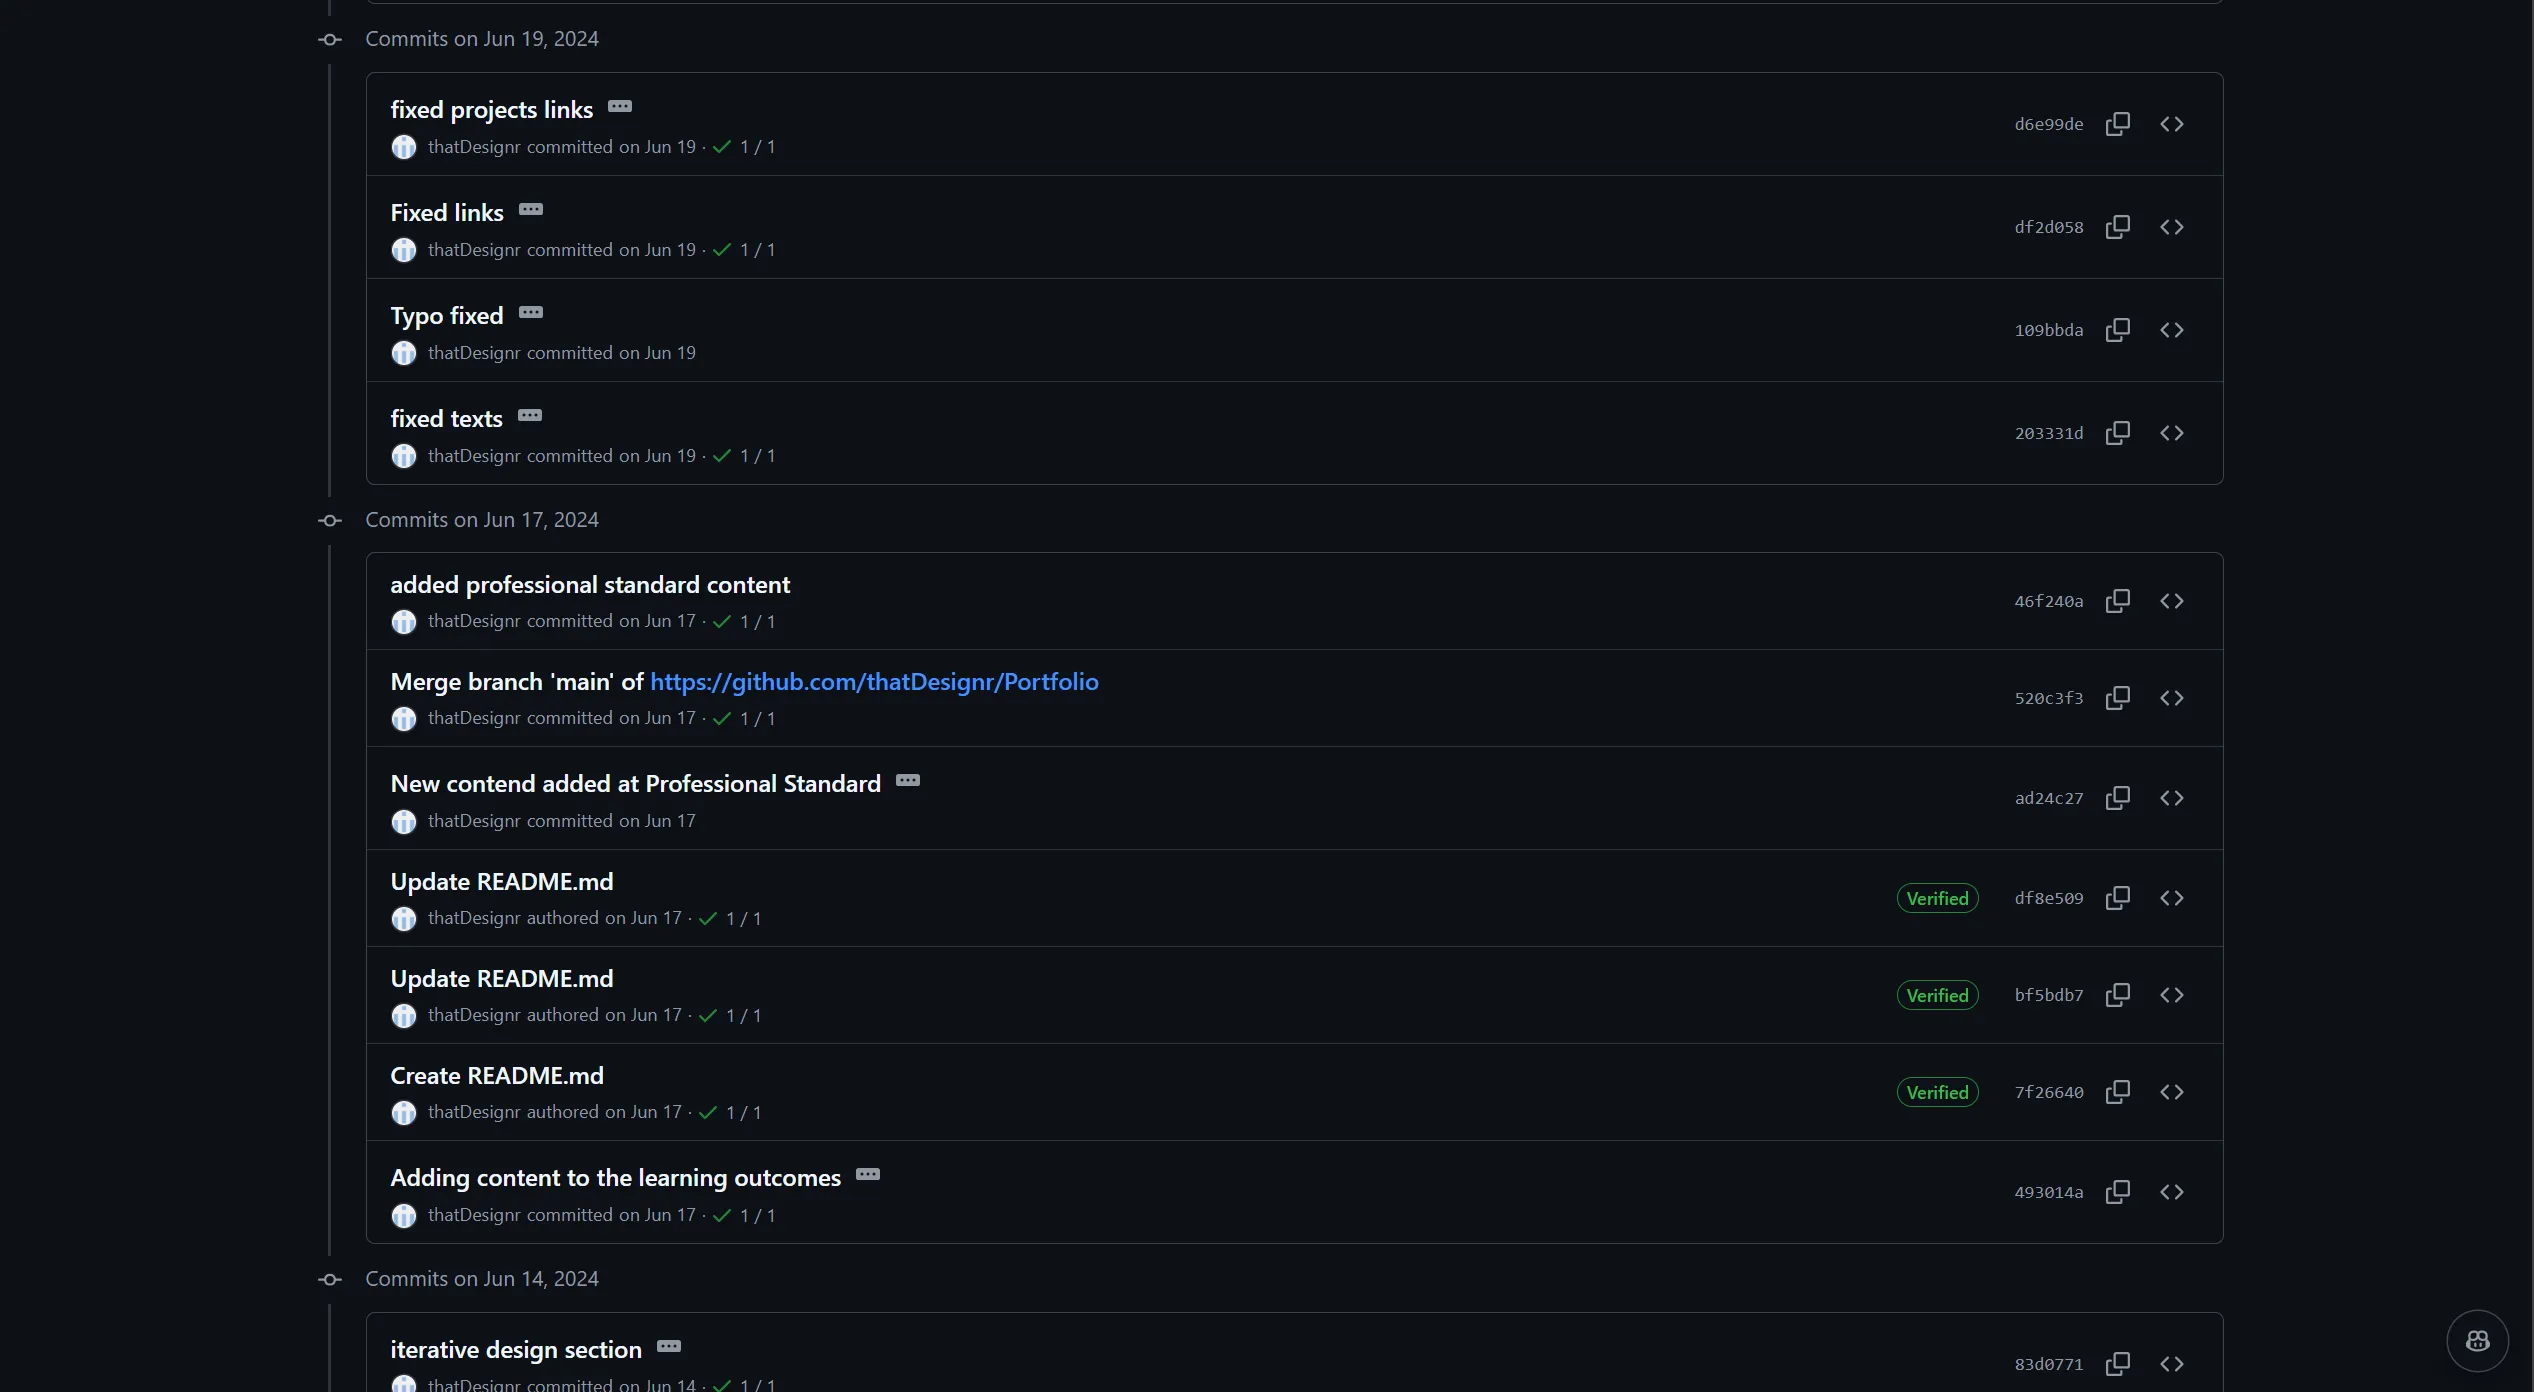 Commits on Jun 19, 2024
fixed projects links
thatDesignr committed on Jun 19 · 1 / 1
d6e99de
Fixed links
thatDesignr committed on Jun 19 · 1 / 1
df2d058
Typo fixed
thatDesignr committed on Jun 19
109bbda
fixed texts
thatDesignr committed on Jun 19 · 1 / 1
203331d
Commits on Jun 17, 2024
added professional standard content
thatDesignr committed on Jun 17 · 1 / 1
46f240a
Merge branch 'main' of https://github.com/thatDesignr/Portfolio
thatDesignr committed on Jun 17 · 1 / 1
520c3f3
New contend added at Professional Standard
thatDesignr committed on Jun 17
ad24c27
Update README.md
thatDesignr authored on Jun 17 · 1 / 1
Verified df8e509
Update README.md
thatDesignr authored on Jun 17 · 1 / 1
Verified bf5bdb7
Create README.md
thatDesignr authored on Jun 17 · 1 / 1
Verified 7f26640
Adding content to the learning outcomes
thatDesignr committed on Jun 17 · 1 / 1
493014a
Commits on Jun 14, 2024
iterative design section
thatDesignr committed on Jun 14 · 1 / 1
83d0771